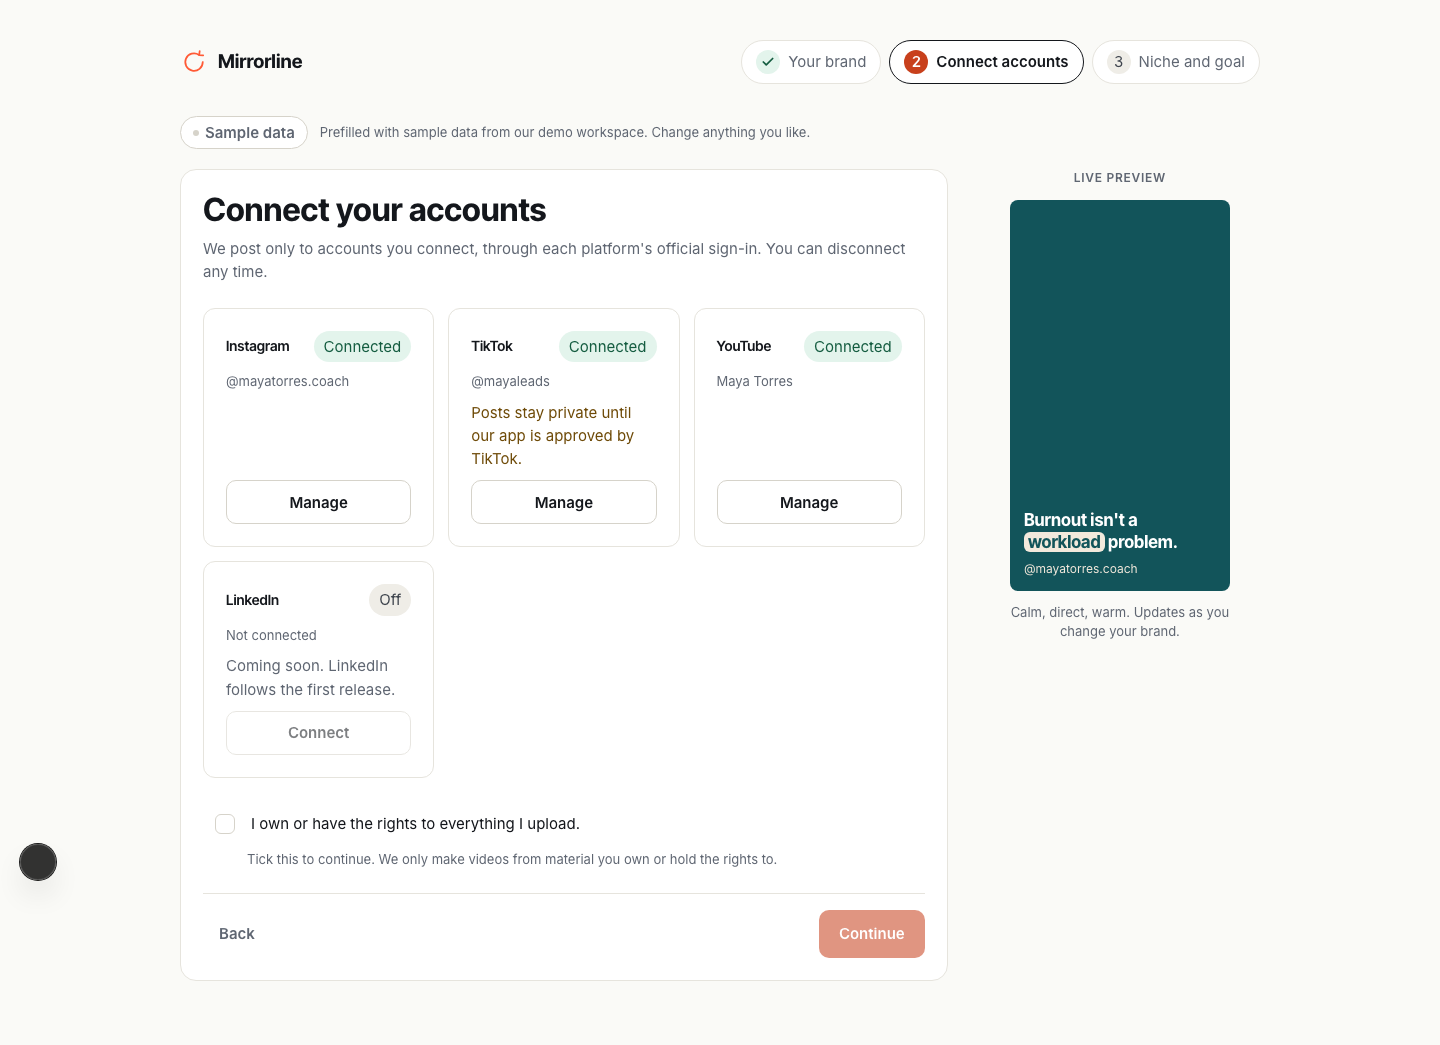 Mirrorline
Your brand
2 Connect accounts
3 Niche and goal
Sample data
Prefilled with sample data from our demo workspace. Change anything you like.
Connect your accounts
We post only to accounts you connect, through each platform's official sign-in. You can disconnect
any time.
Instagram
Connected
@mayatorres.coach
Manage
TikTok
Connected
@mayaleads
Posts stay private until
our app is approved by
TikTok.
Manage
YouTube
Connected
Maya Torres
Manage
LinkedIn
Off
Not connected
Coming soon. LinkedIn
follows the first release.
Connect
I own or have the rights to everything I upload.
Tick this to continue. We only make videos from material you own or hold the rights to.
Back
Continue
LIVE PREVIEW
Burnout isn't a
workload problem.
@mayatorres.coach
Calm, direct, warm. Updates as you
change your brand.